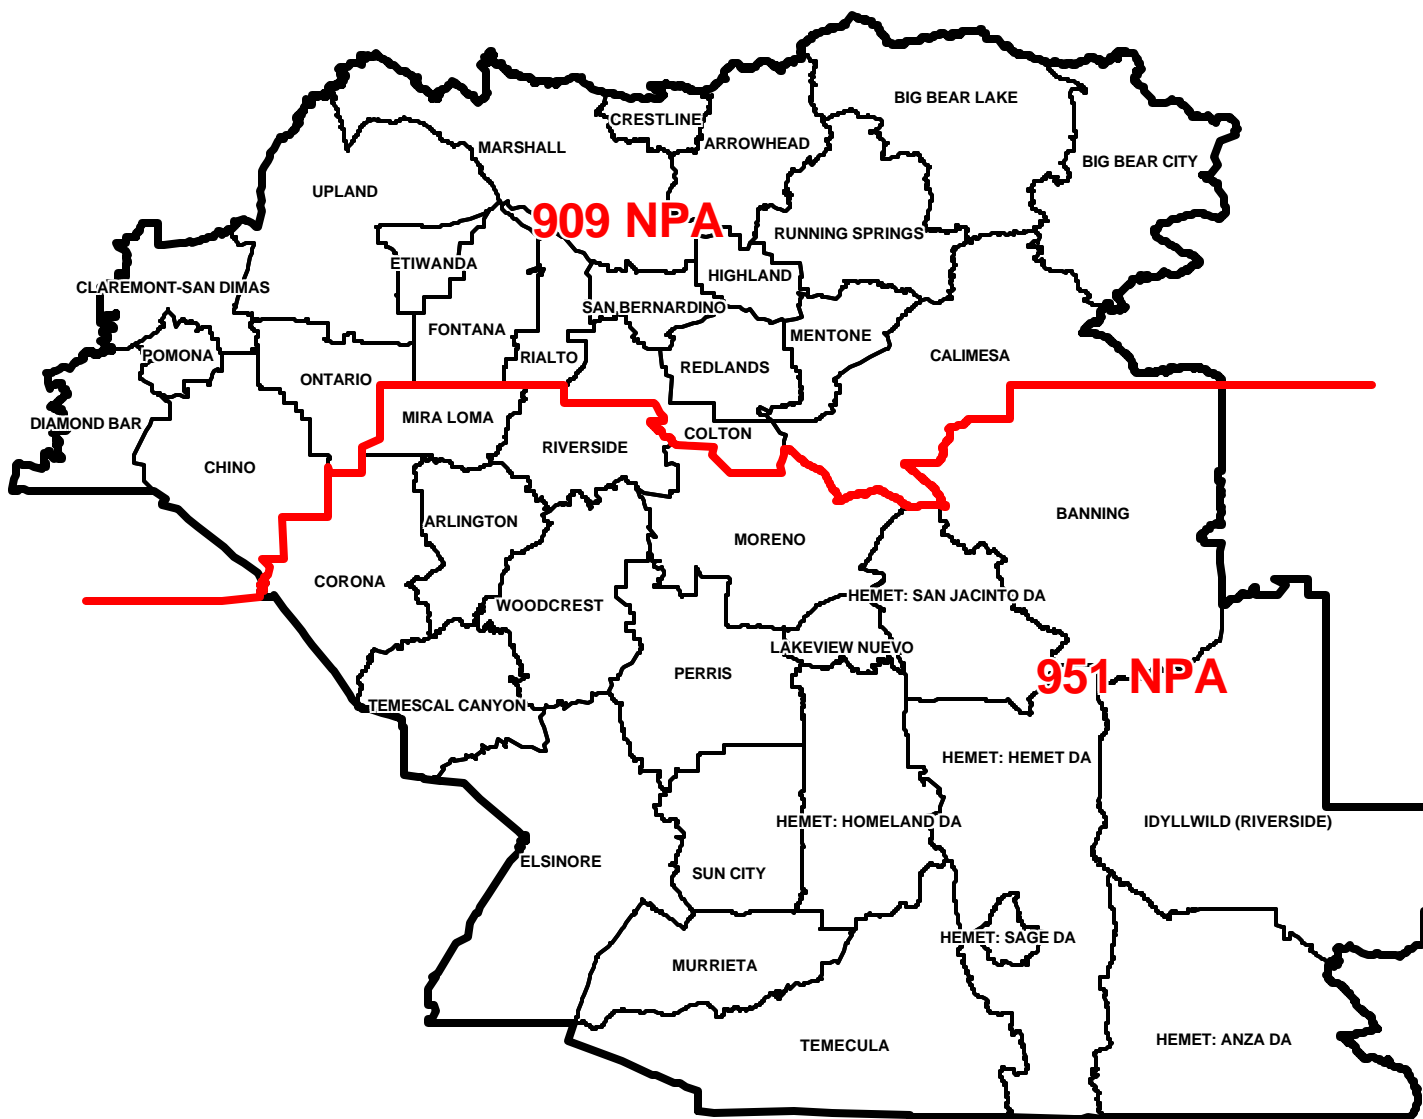 BIG BEAR LAKE
CRESTLINE
ARROWHEAD
MARSHALL
BIG BEAR CITY
UPLAND
909 NPA
RUNNING SPRINGS
ETIWANDA
HIGHLAND
CLAREMONT-SAN DIMAS
SAN BERNARDINO
FONTANA
MENTONE
POMONA
RIALTO
CALIMESA
REDLANDS
ONTARIO
MIRA LOMA
DIAMOND BAR
COLTON
RIVERSIDE
CHINO
BANNING
ARLINGTON
MORENO
CORONA
HEMET: SAN JACINTO DA
WOODCREST
LAKEVIEW NUEVO
PERRIS
951 NPA
TEMESCAL CANYON
HEMET: HEMET DA
HEMET: HOMELAND DA
IDYLLWILD (RIVERSIDE)
ELSINORE
SUN CITY
HEMET: SAGE DA
MURRIETA
TEMECULA
HEMET: ANZA DA